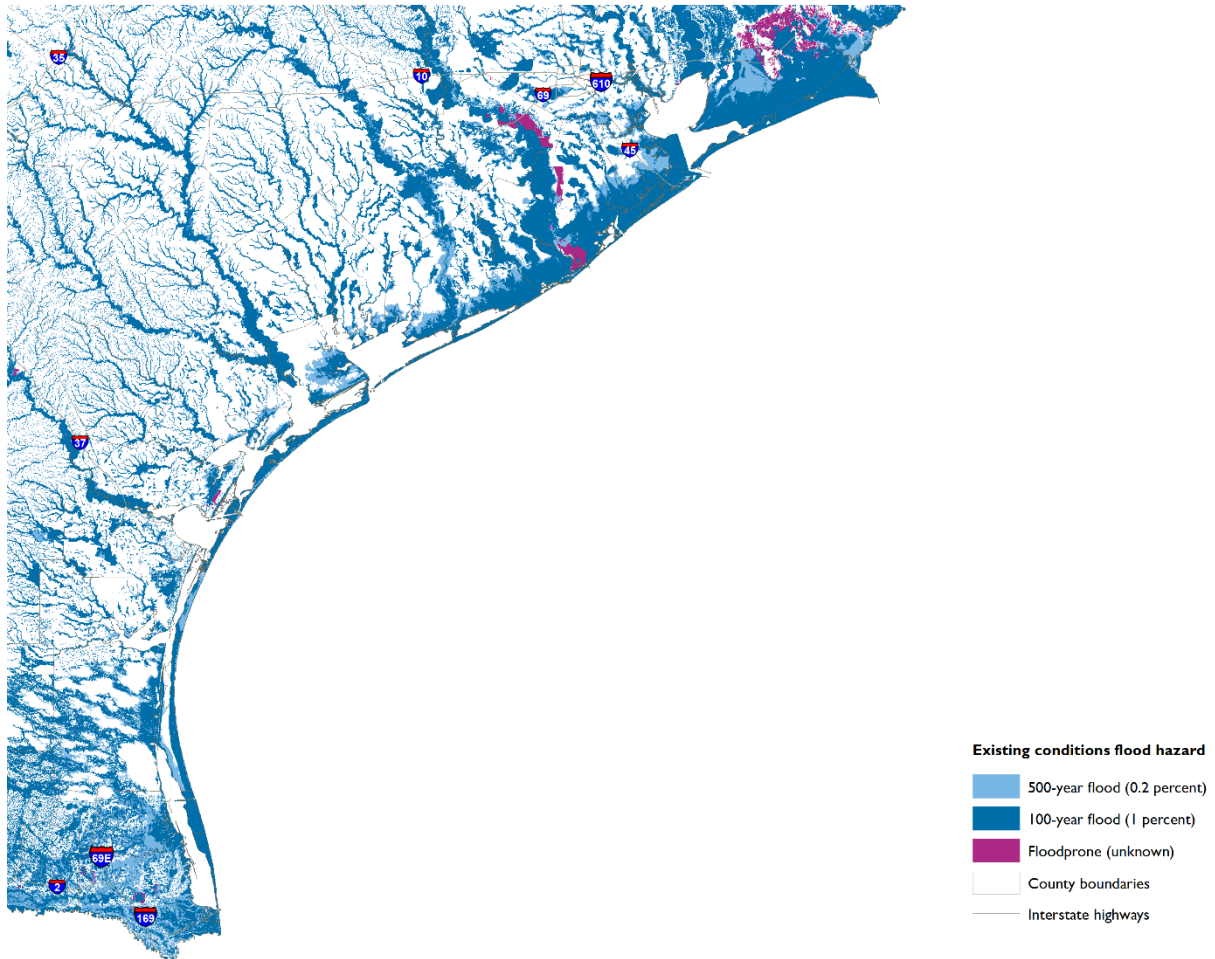 35
10
69
610
45
37
69E
2
169
Existing conditions flood hazard
500-year flood (0.2 percent)
100-year flood (1 percent)
Floodprone (unknown)
County boundaries
Interstate highways